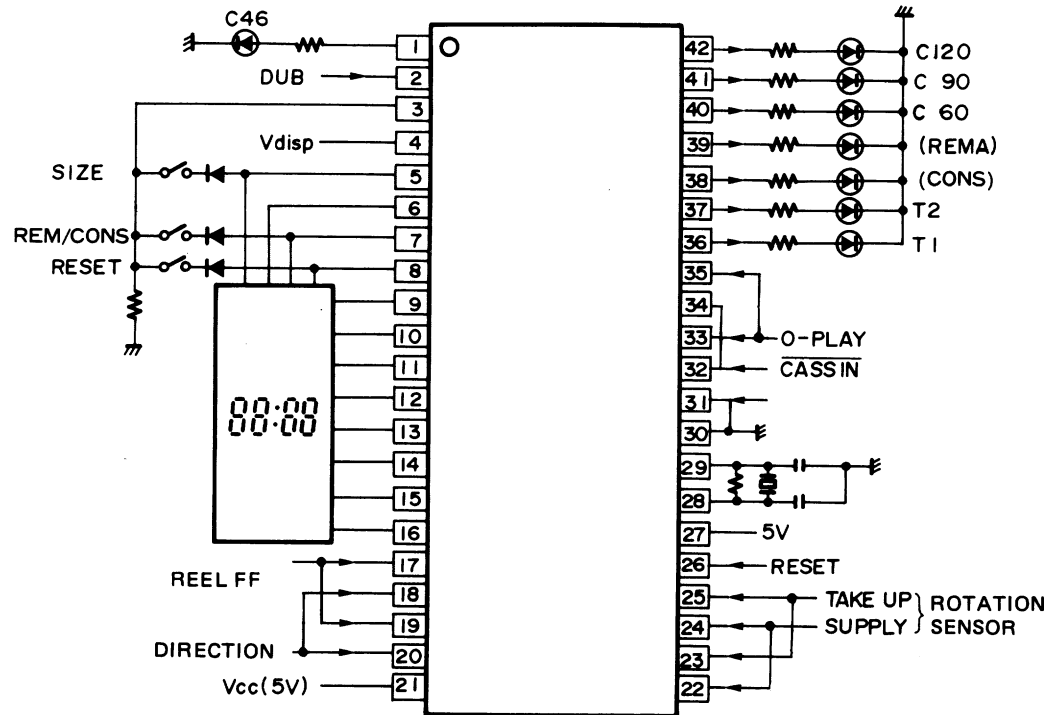 C46
1
DUB
2
3
Vdisp
4
SIZE
5
6
REM/CONS
7
RESET
8
9
10
11
12
88:88
13
14
15
16
REEL FF
17
18
19
DIRECTION
20
Vcc(5V)
21
42
C120
41
C 90
40
C 60
39
(REMA)
38
(CONS)
37
T2
36
T1
35
34
33
O-PLAY
32
CASS IN
31
30
29
28
27
5V
26
RESET
25
TAKE UP
ROTATION
24
SUPPLY
SENSOR
23
22